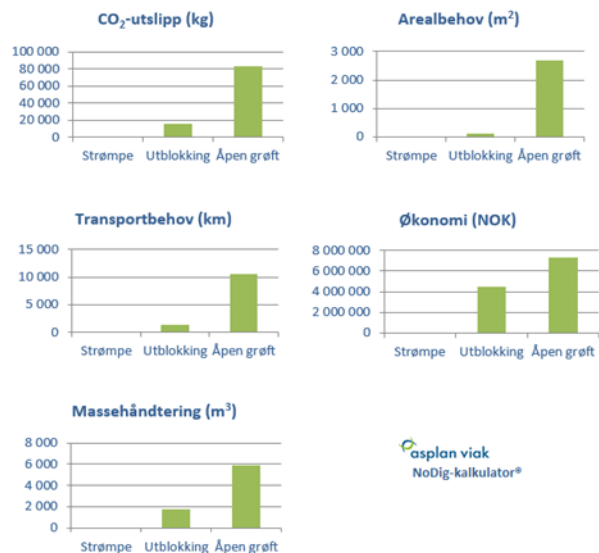 CO₂-utslipp (kg)
100 000
80 000
60 000
40 000
20 000
0
Strømpe Utblokking Åpen grøft
Arealbehov (m²)
3 000
2 000
1 000
0
Strømpe Utblokking Åpen grøft
Transportbehov (km)
15 000
10 000
5 000
0
Strømpe Utblokking Åpen grøft
Økonomi (NOK)
8 000 000
6 000 000
4 000 000
2 000 000
0
Strømpe Utblokking Åpen grøft
Massehåndtering (m³)
8 000
6 000
4 000
2 000
0
Strømpe Utblokking Åpen grøft
asplan viak
NoDig-kalkulator®